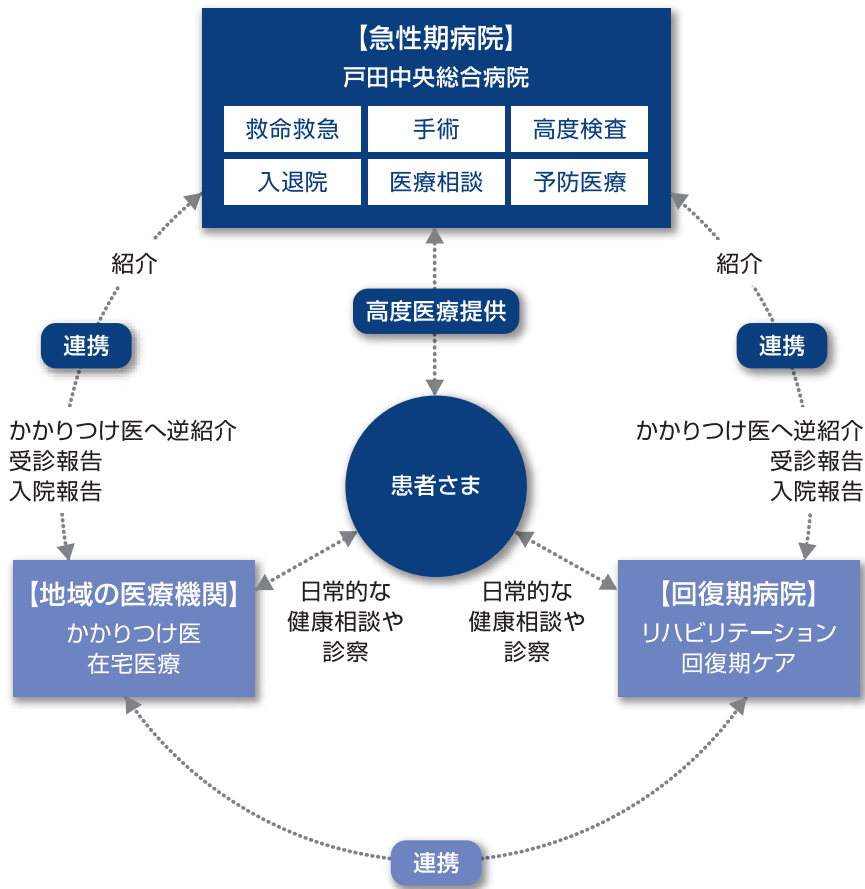 【急性期病院】
戸田中央総合病院
救命救急
手術
高度検査
入退院
医療相談
予防医療
紹介
紹介
高度医療提供
連携
連携
かかりつけ医へ逆紹介
受診報告
入院報告
かかりつけ医へ逆紹介
受診報告
入院報告
患者さま
【地域の医療機関】
かかりつけ医
在宅医療
日常的な
健康相談や
診察
日常的な
健康相談や
診察
【回復期病院】
リハビリテーション
回復期ケア
連携